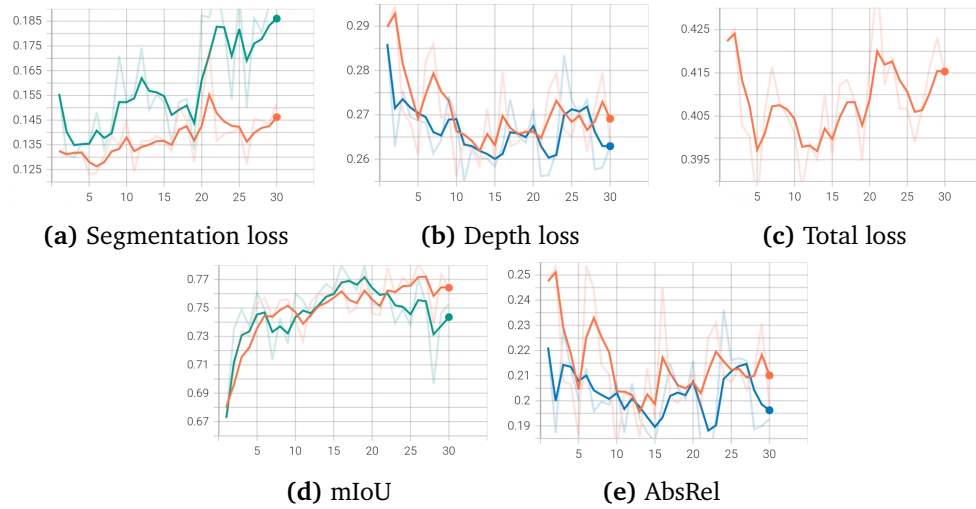 0.185
0.175
0.165
0.155
0.145
0.135
0.125
5 10 15 20 25 30
(a) Segmentation loss
0.29
0.28
0.27
0.26
5 10 15 20 25 30
(b) Depth loss
0.425
0.415
0.405
0.395
5 10 15 20 25 30
(c) Total loss
0.77
0.75
0.73
0.71
0.69
0.67
5 10 15 20 25 30
(d) mIoU
0.25
0.24
0.23
0.22
0.21
0.2
0.19
5 10 15 20 25 30
(e) AbsRel